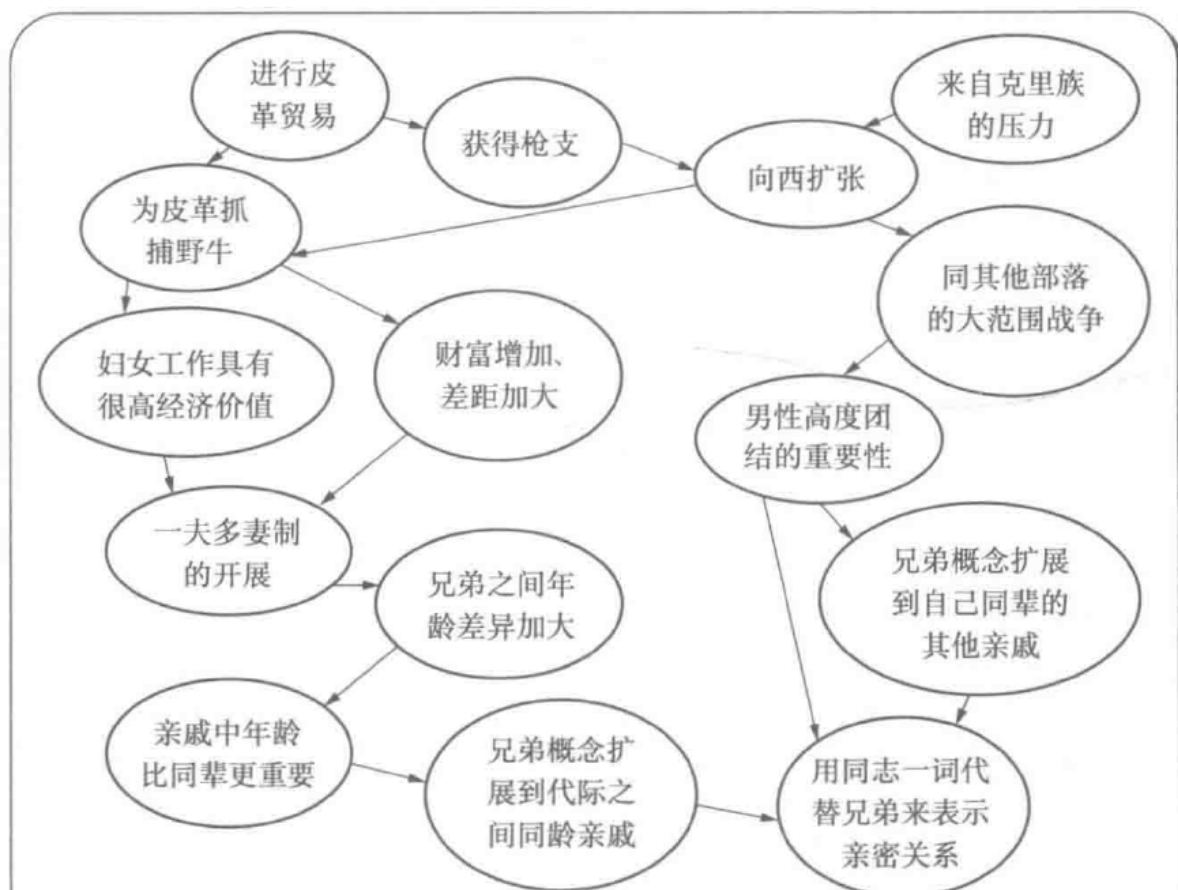 进行皮
革贸易
获得枪支
来自克里族
的压力
向西扩张
为皮革抓
捕野牛
同其他部落
的大范围战争
妇女工作具有
很高经济价值
财富增加、
差距加大
男性高度团
结的重要性
一夫多妻制
的开展
兄弟之间年
龄差异加大
兄弟概念扩展
到自己同辈的
其他亲戚
亲戚中年龄
比同辈更重要
兄弟概念扩
展到代际之
间同龄亲戚
用同志一词代
替兄弟来表示
亲密关系